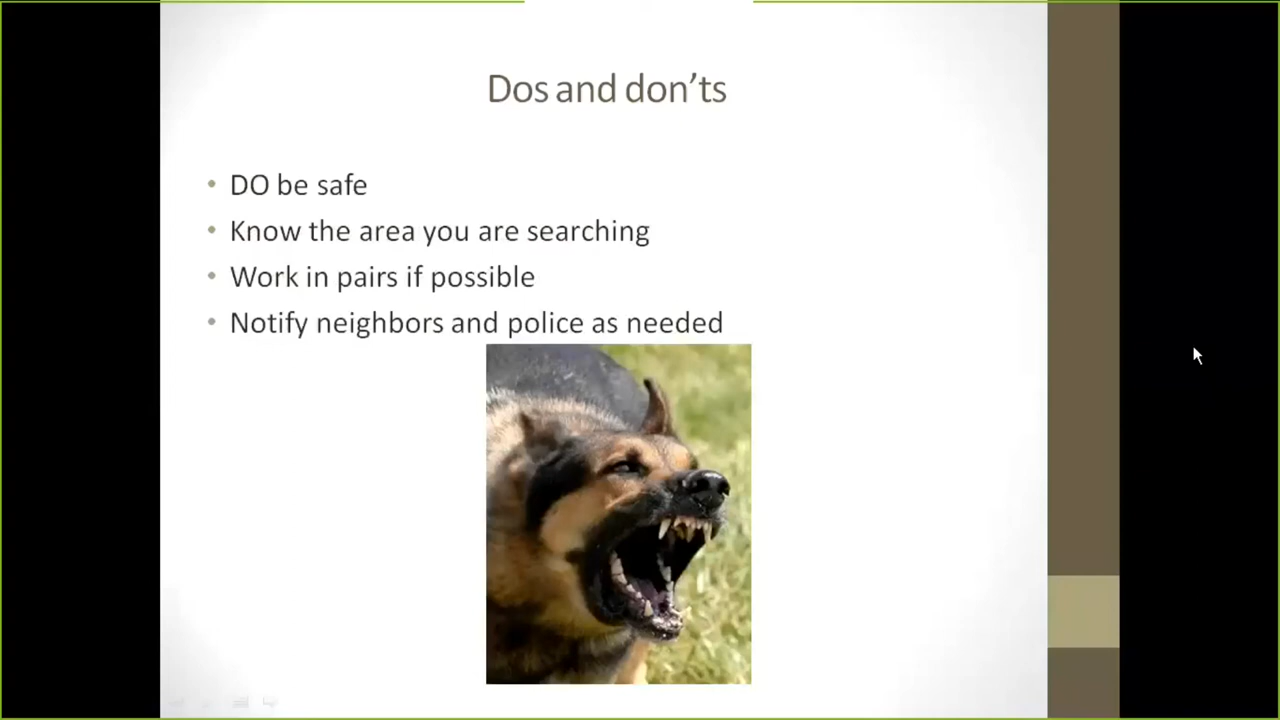 Dos and don’ts
• DO be safe
• Know the area you are searching
• Work in pairs if possible
• Notify neighbors and police as needed